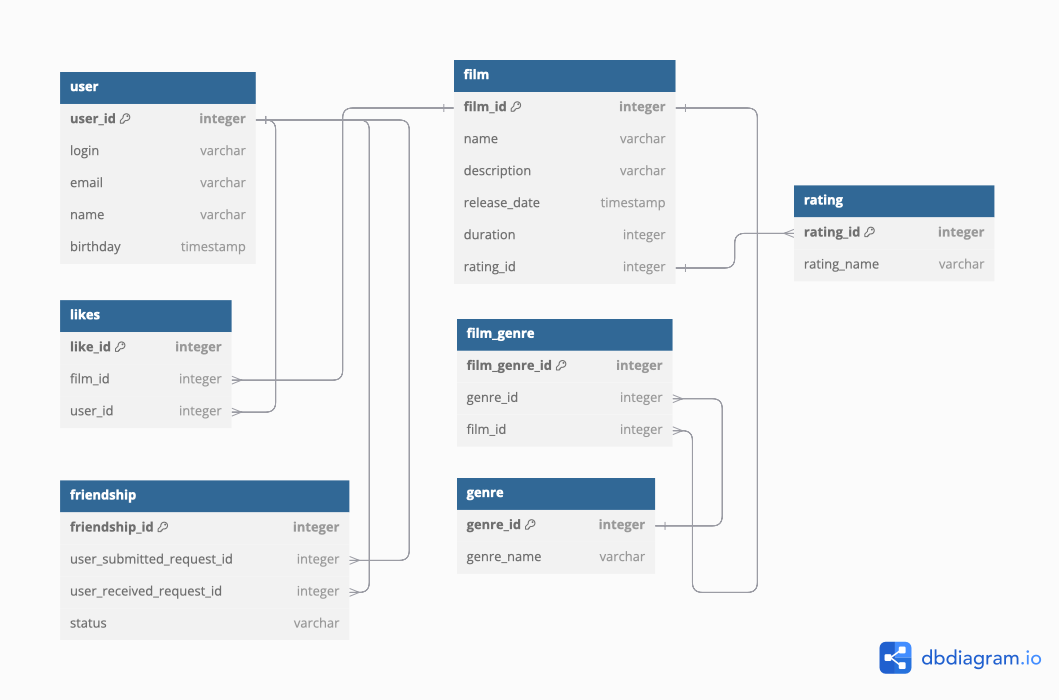 user
user_id integer
login varchar
email varchar
name varchar
birthday timestamp
likes
like_id integer
film_id integer
user_id integer
friendship
friendship_id integer
user_submitted_request_id integer
user_received_request_id integer
status varchar
film
film_id integer
name varchar
description varchar
release_date timestamp
duration integer
rating_id integer
film_genre
film_genre_id integer
genre_id integer
film_id integer
genre
genre_id integer
genre_name varchar
rating
rating_id integer
rating_name varchar
dbdiagram.io